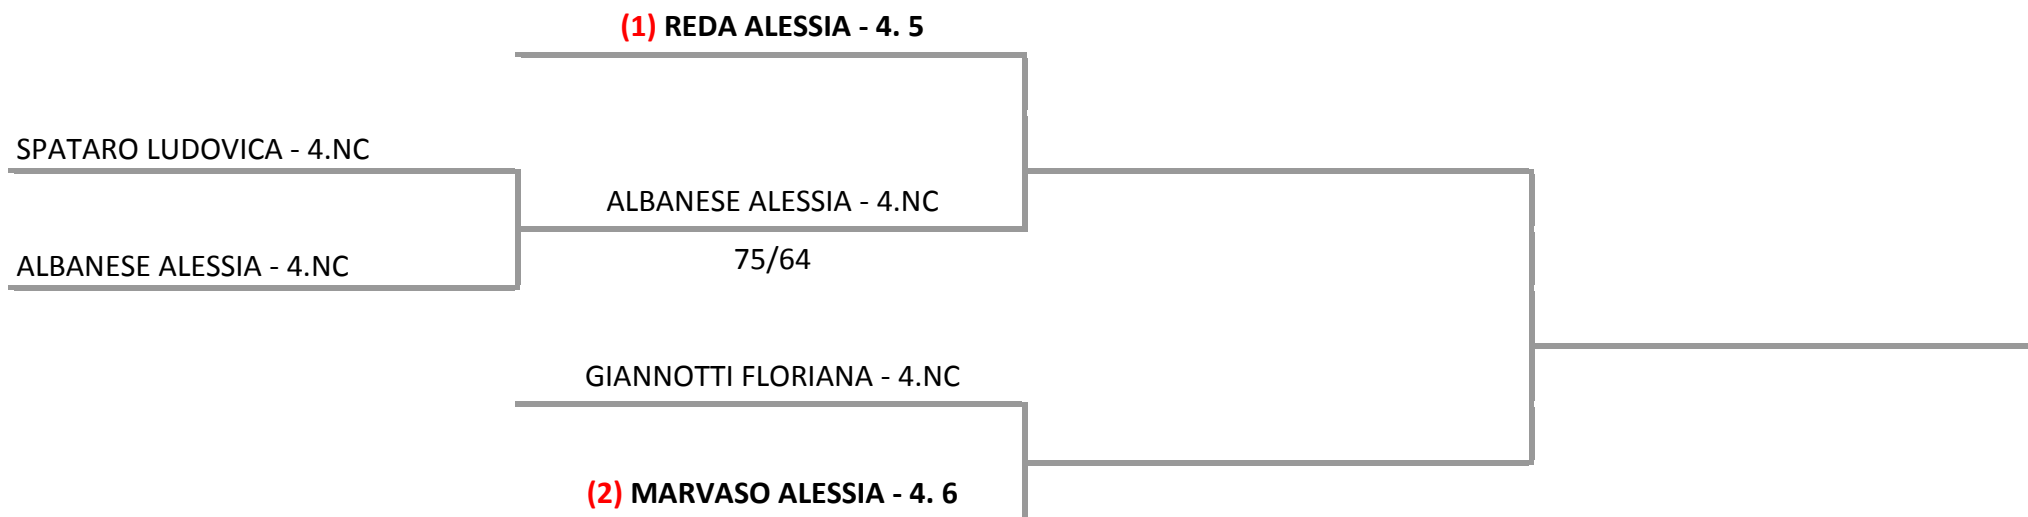 (1) REDA ALESSIA - 4. 5
SPATARO LUDOVICA - 4.NC
ALBANESE ALESSIA - 4.NC
ALBANESE ALESSIA - 4.NC
75/64
GIANNOTTI FLORIANA - 4.NC
(2) MARVASO ALESSIA - 4. 6